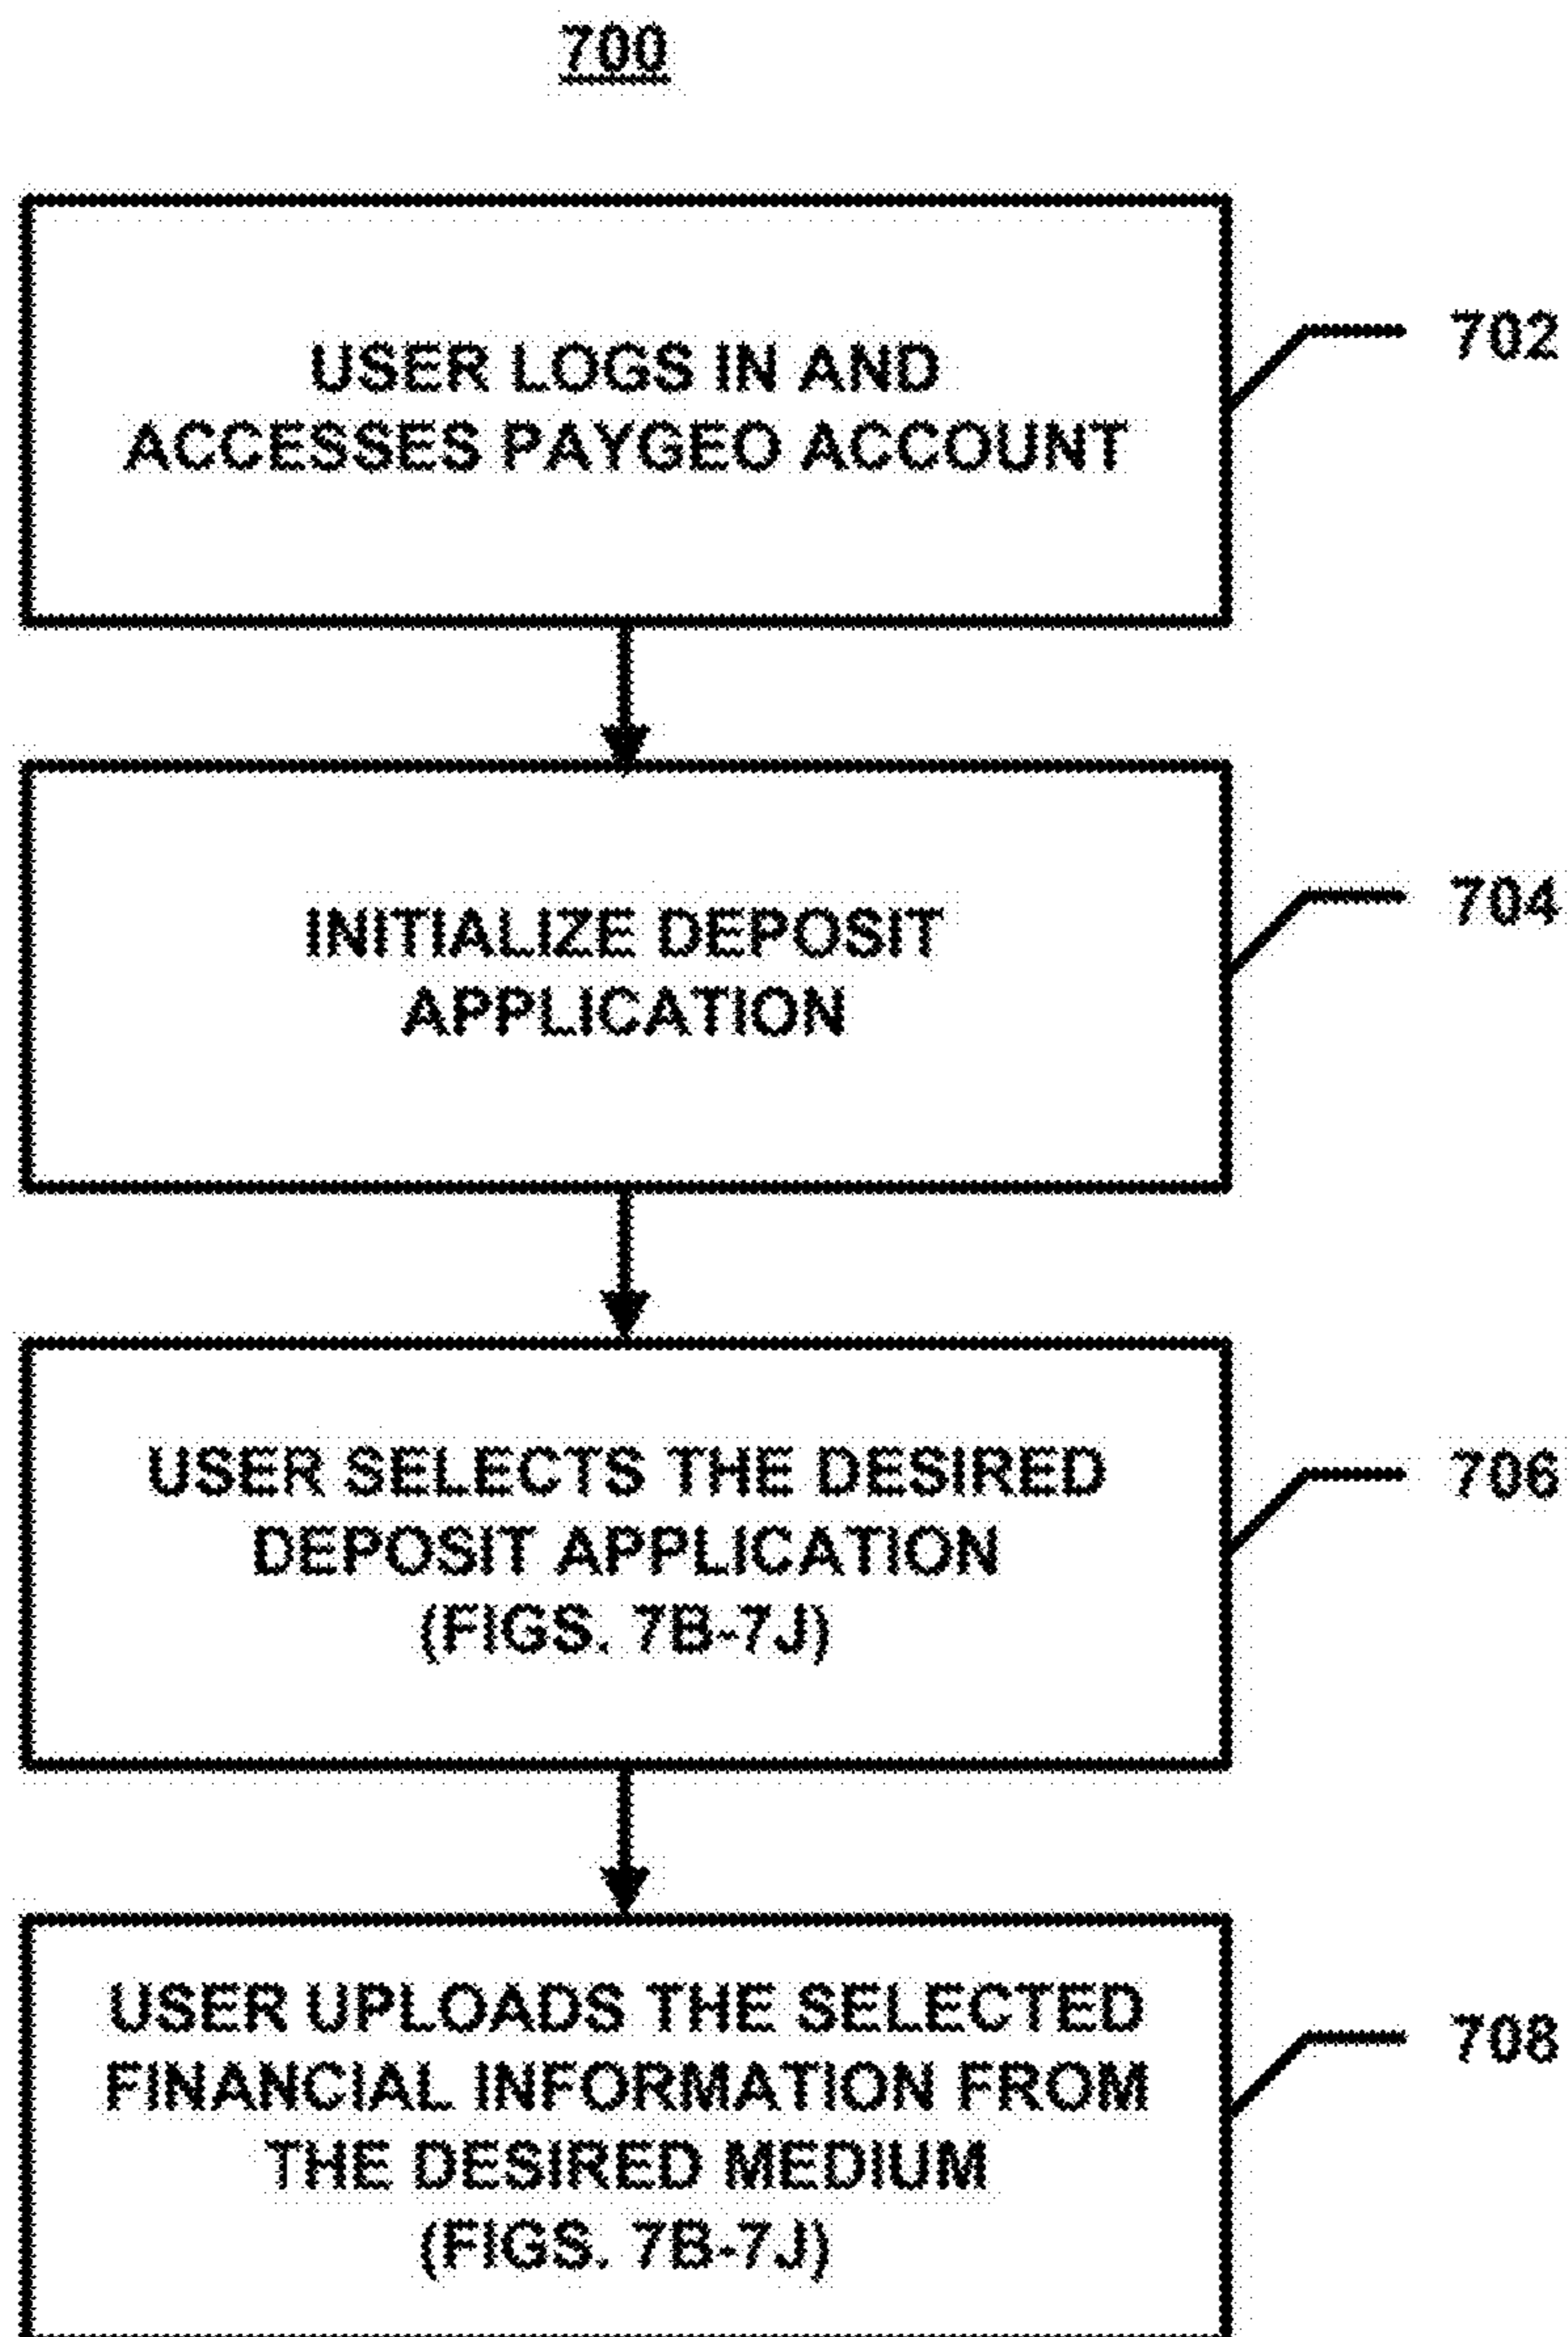 700
USER LOGS IN AND
ACCESSES PAYGEO ACCOUNT
702
INITIALIZE DEPOSIT
APPLICATION
704
USER SELECTS THE DESIRED
DEPOSIT APPLICATION
(FIGS. 7B-7J)
706
USER UPLOADS THE SELECTED
FINANCIAL INFORMATION FROM
THE DESIRED MEDIUM
(FIGS. 7B-7J)
708